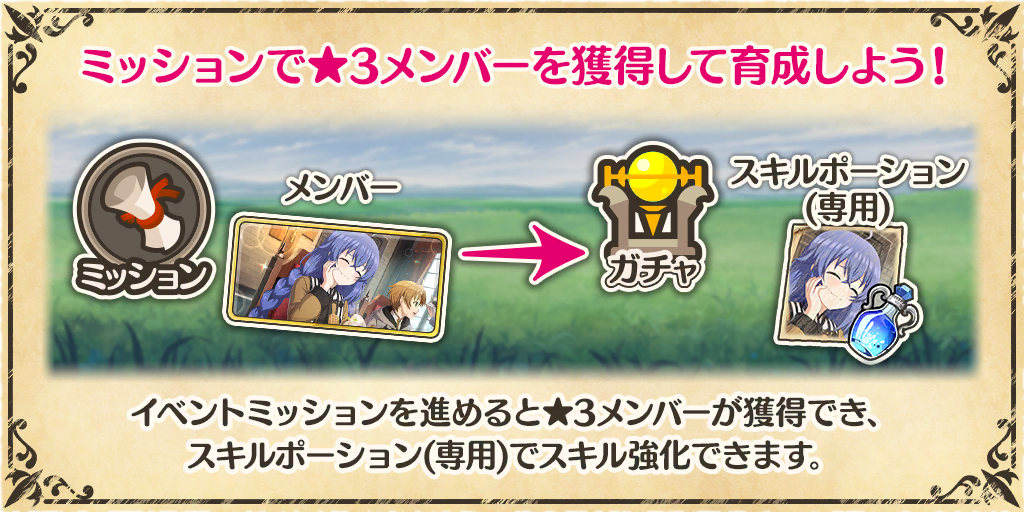 ミッションで★3メンバーを獲得して育成しよう!
ミッション
メンバー
ガチャ
スキルポーション
(専用)
イベントミッションを進めると★3メンバーが獲得でき、
スキルポーション(専用)でスキル強化できます。